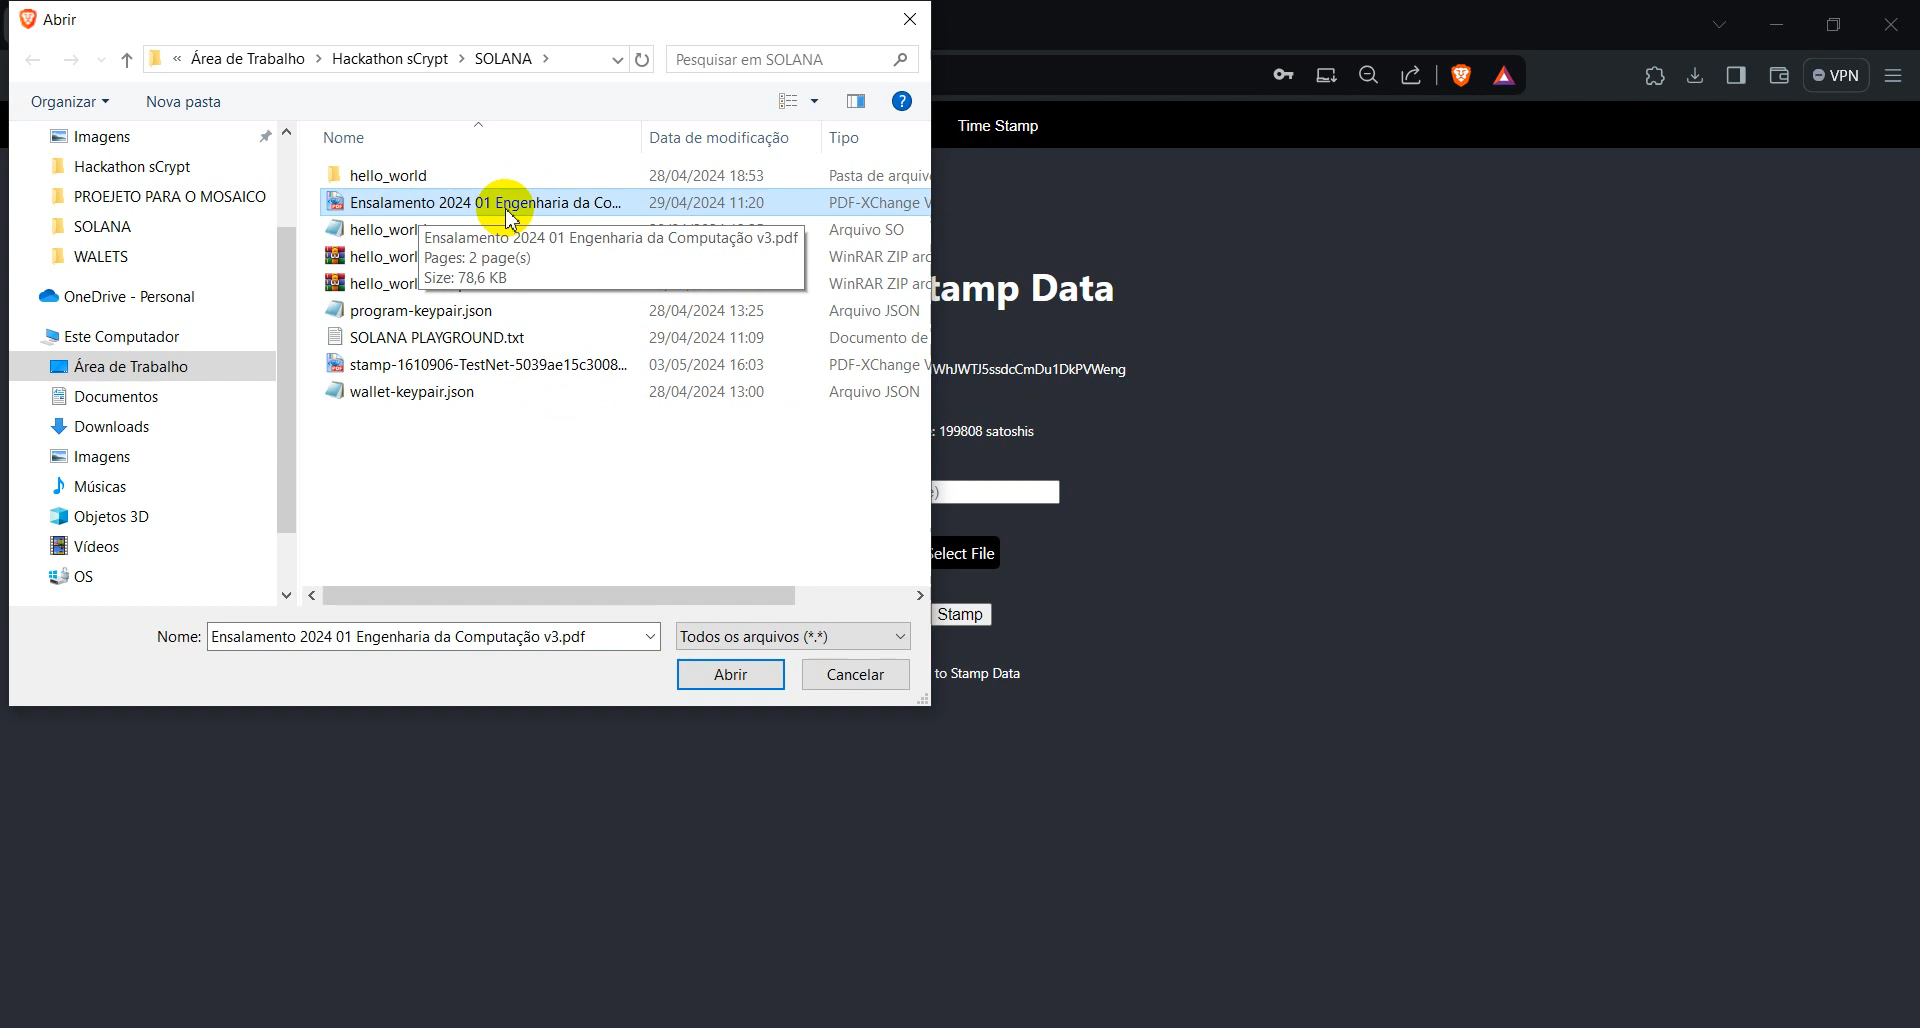 Abrir
« Área de Trabalho > Hackathon sCrypt > SOLANA >
Pesquisar em SOLANA
VPN
Organizar
Nova pasta
Time Stamp
Imagens
Hackathon sCrypt
PROEJETO PARA O MOSAICO
SOLANA
WALETS
OneDrive - Personal
Este Computador
Área de Trabalho
Documentos
Downloads
Imagens
Músicas
Objetos 3D
Vídeos
OS
Nome Data de modificação Tipo
hello_world 28/04/2024 18:53 Pasta de arquiv
Ensalamento 2024 01 Engenharia da Co... 29/04/2024 11:20 PDF-XChange V
hello_worl Arquivo SO
hello_worl WinRAR ZIP arc
hello_worl WinRAR ZIP arc
Ensalamento 2024 01 Engenharia da Computação v3.pdf
Pages: 2 page(s)
Size: 78,6 KB
program-keypair.json 28/04/2024 13:25 Arquivo JSON
SOLANA PLAYGROUND.txt 29/04/2024 11:09 Documento de
stamp-1610906-TestNet-5039ae15c3008... 03/05/2024 16:03 PDF-XChange V
wallet-keypair.json 28/04/2024 13:00 Arquivo JSON
Nome: Ensalamento 2024 01 Engenharia da Computação v3.pdf
Todos os arquivos (*.*)
Abrir
Cancelar
tamp Data
WhJWTJ5ssdcCmDu1DkPVWeng
: 199808 satoshis
e)
Select File
Stamp
to Stamp Data